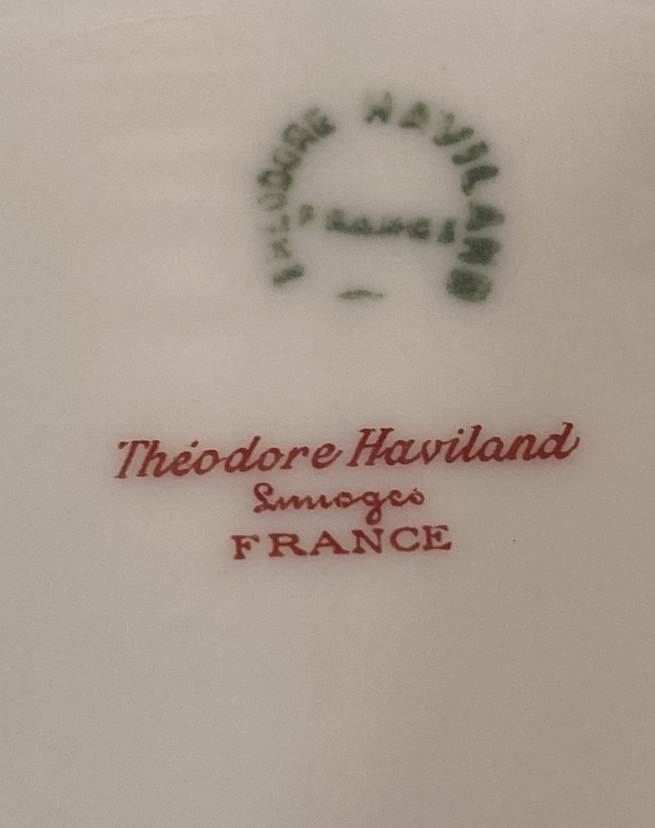 THEODORE HAVILAND
FRANCE
Théodore Haviland
Limoges
FRANCE